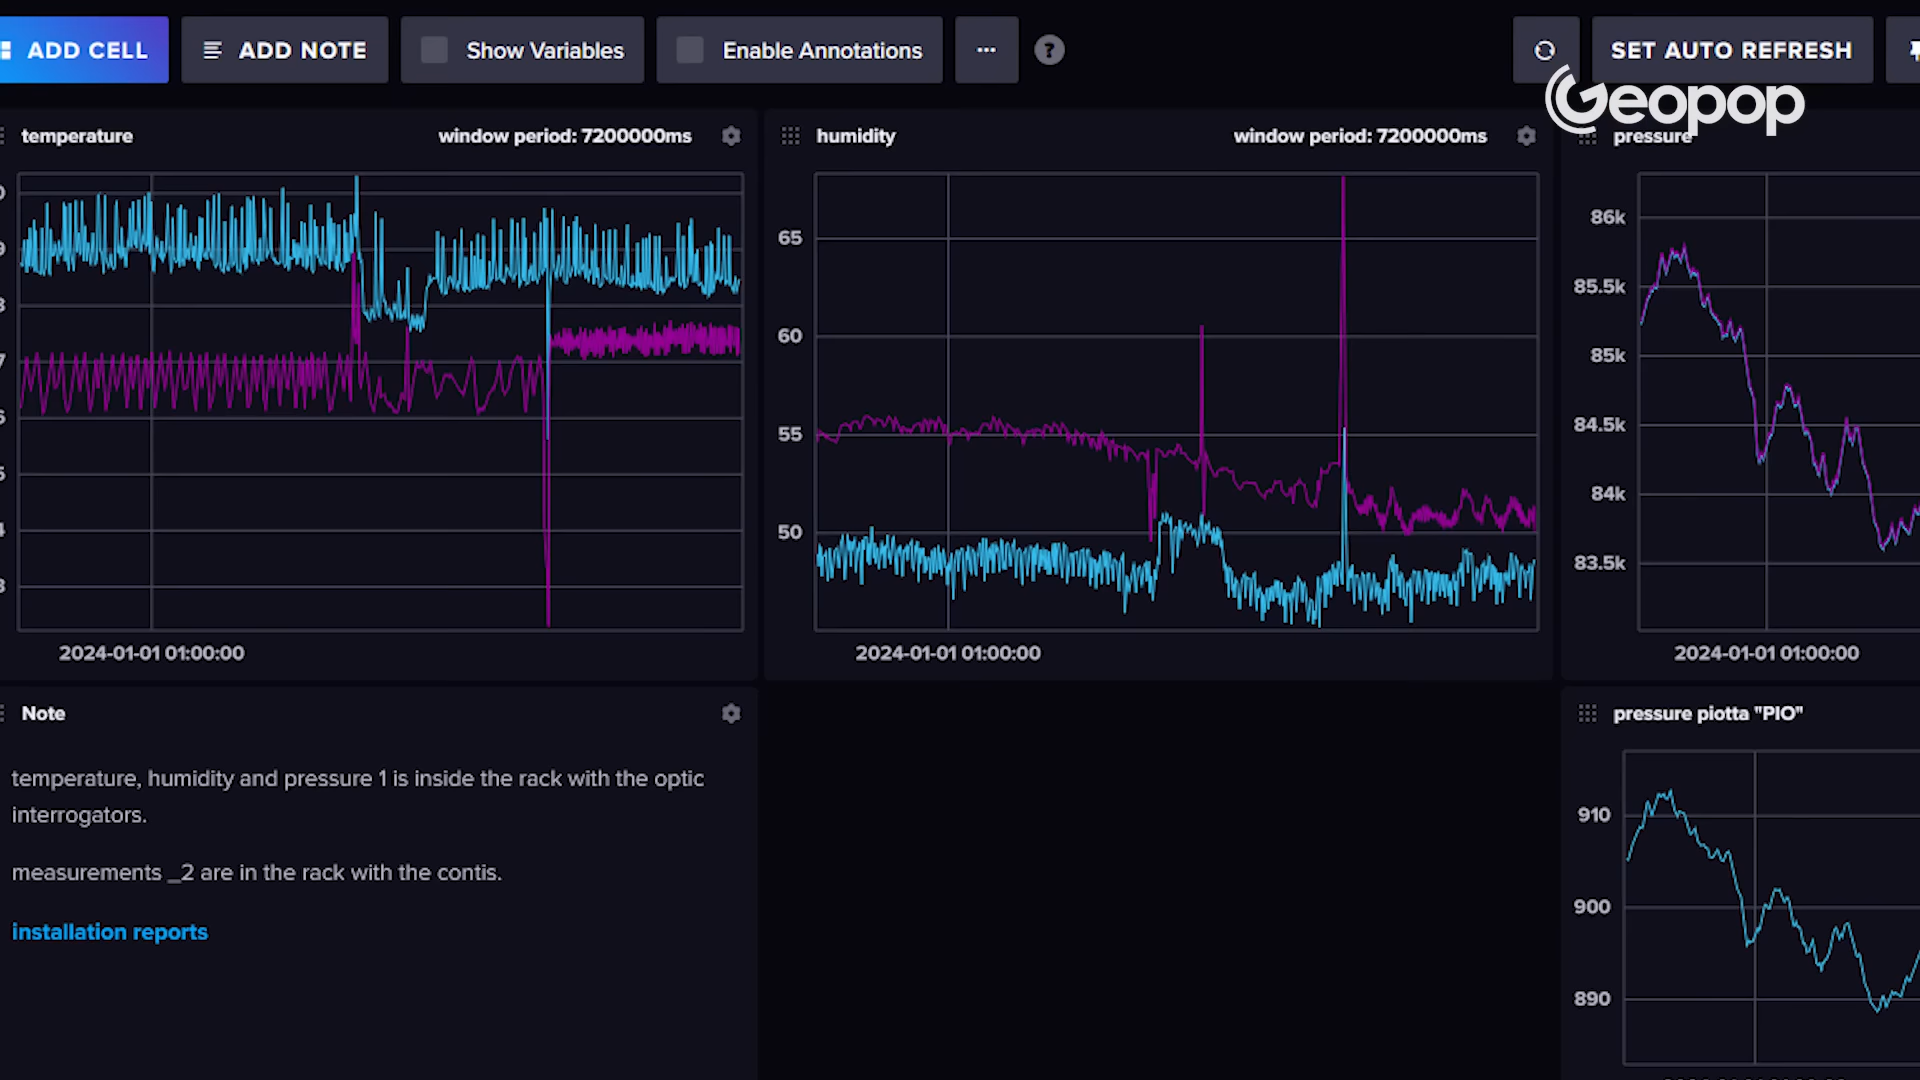 ADD CELL
ADD NOTE
Show Variables
Enable Annotations
...
?
SET AUTO REFRESH
Geopop
temperature
window period: 7200000ms
humidity
window period: 7200000ms
pressure
65
60
55
50
86k
85.5k
85k
84.5k
84k
83.5k
2024-01-01 01:00:00
2024-01-01 01:00:00
2024-01-01 01:00:00
Note
temperature, humidity and pressure 1 is inside the rack with the optic
interrogators.
measurements _2 are in the rack with the contis.
installation reports
pressure piotta "PIO"
910
900
890